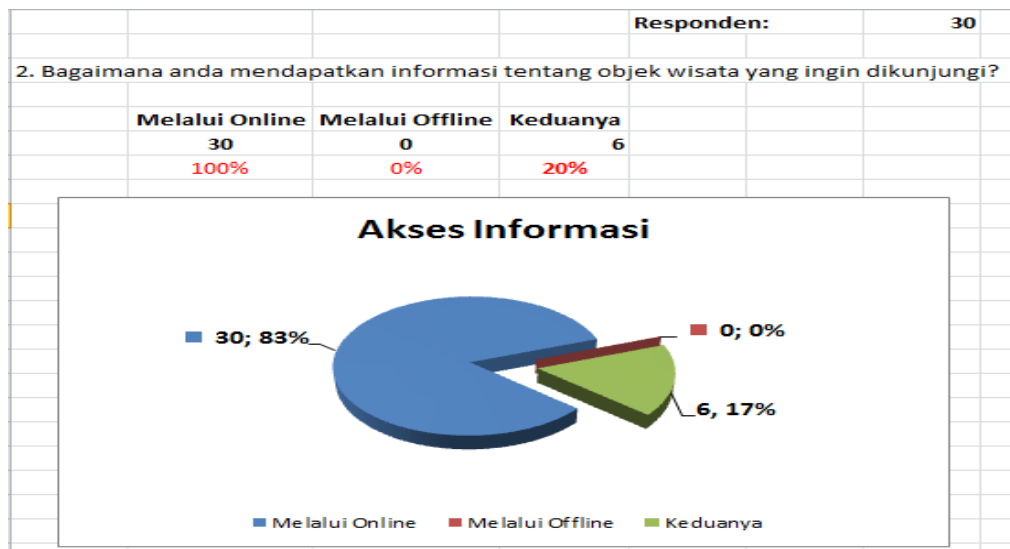 Responden: 30
2. Bagaimana anda mendapatkan informasi tentang objek wisata yang ingin dikunjungi?
Melalui Online Melalui Offline Keduanya
30 0 6
100% 0% 20%
Akses Informasi
30; 83%
0; 0%
6, 17%
Melalui Online Melalui Offline Keduanya